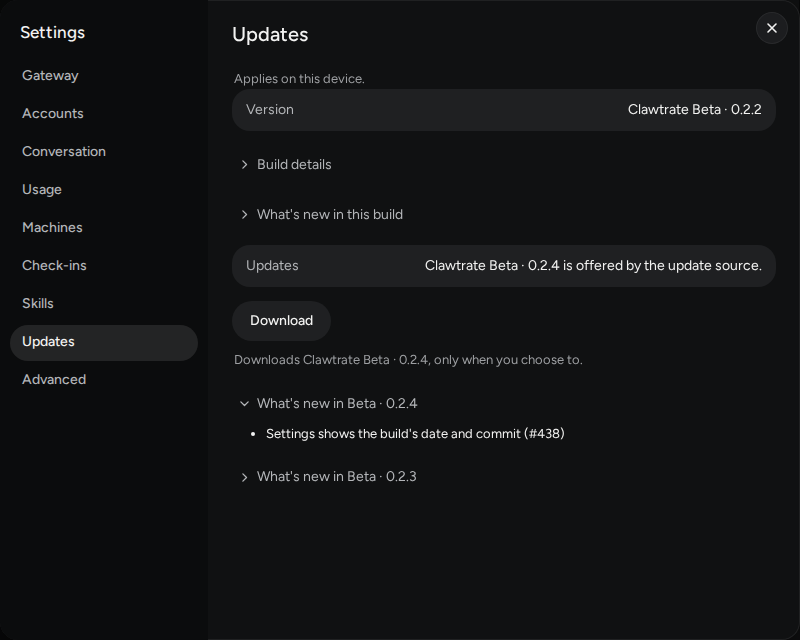 Settings
Gateway
Accounts
Conversation
Usage
Machines
Check-ins
Skills
Updates
Advanced
Updates
Applies on this device.
Version Clawtrate Beta · 0.2.2
Build details
What's new in this build
Updates Clawtrate Beta · 0.2.4 is offered by the update source.
Download
Downloads Clawtrate Beta · 0.2.4, only when you choose to.
What's new in Beta · 0.2.4
• Settings shows the build's date and commit (#438)
What's new in Beta · 0.2.3